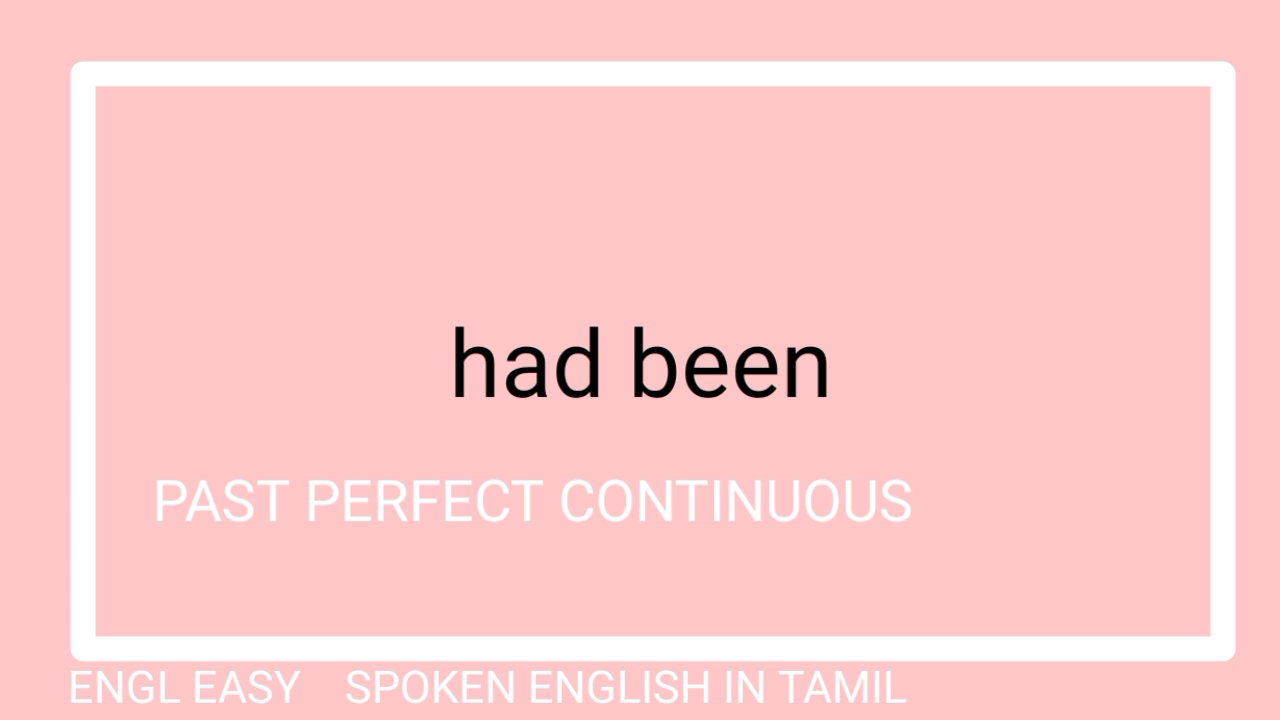 had been
PAST PERFECT CONTINUOUS
ENGL EASY SPOKEN ENGLISH IN TAMIL